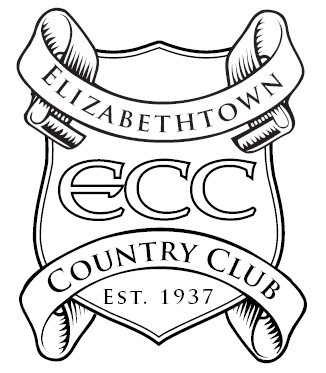 ELIZABETHTOWN
ECC
COUNTRY CLUB
EST. 1937